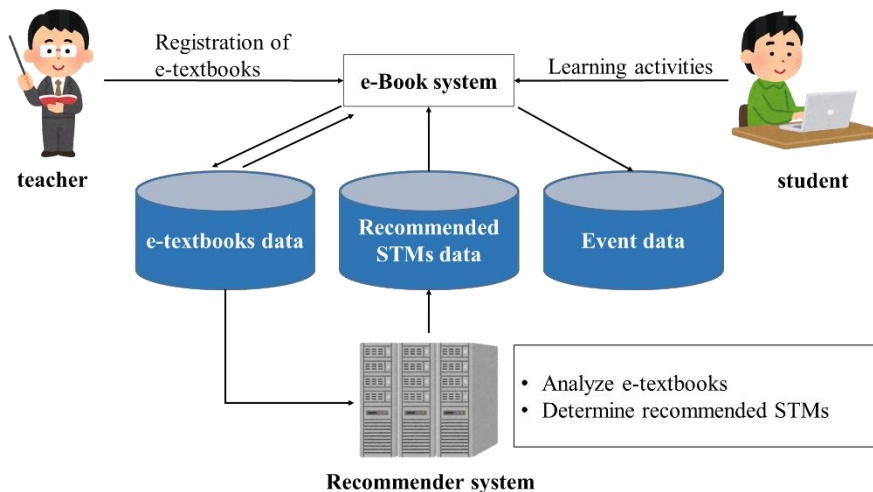 Registration of
e-textbooks
e-Book system
Learning activities
teacher
student
e-textbooks data
Recommended
STMs data
Event data
• Analyze e-textbooks
• Determine recommended STMs
Recommender system